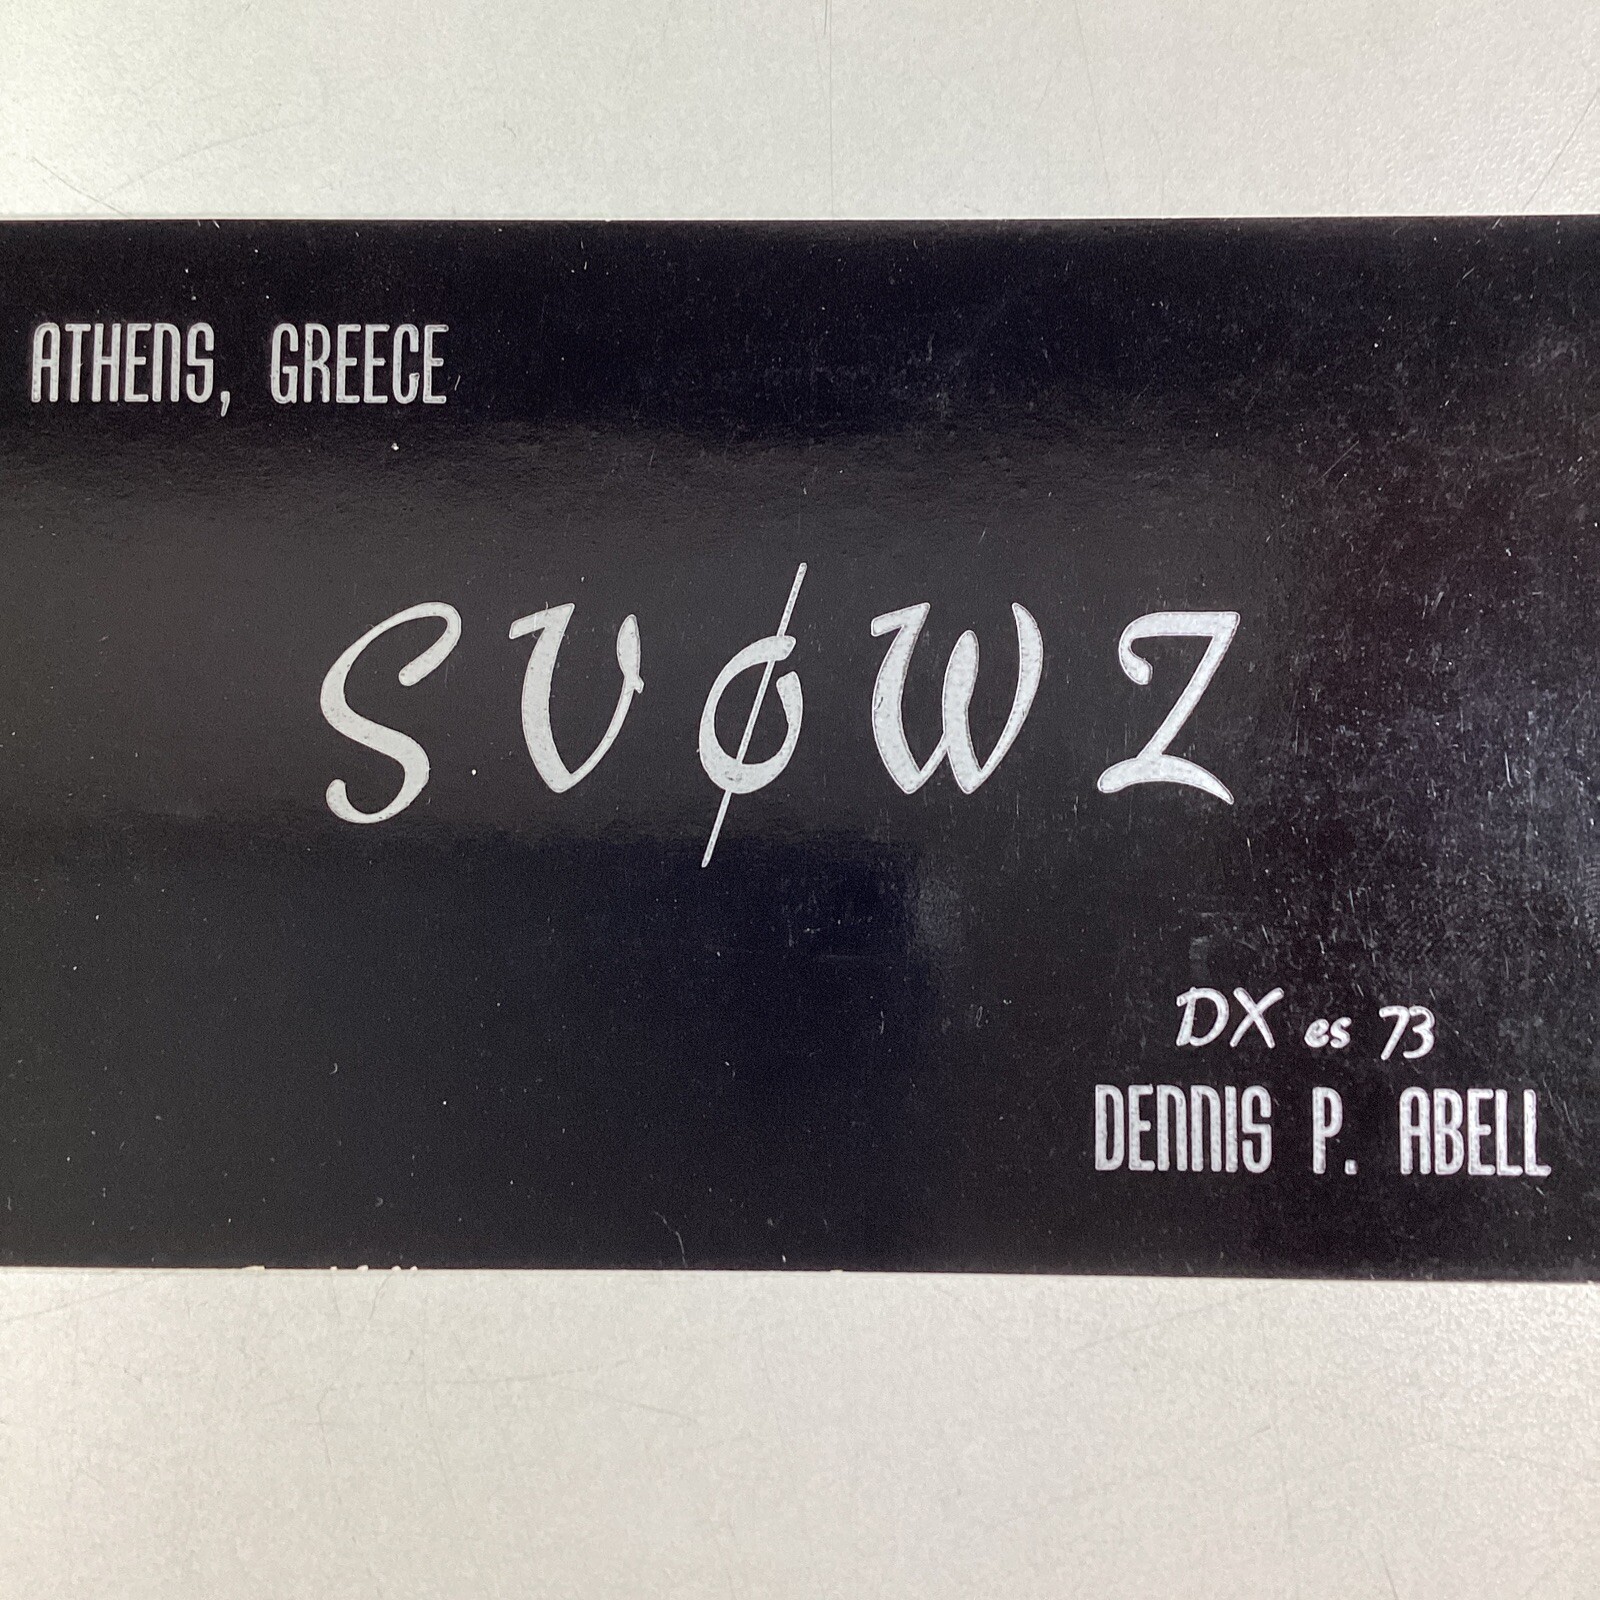 ATHENS, GREECE
SVØWZ
DX es 73
DENNIS P. ABELL